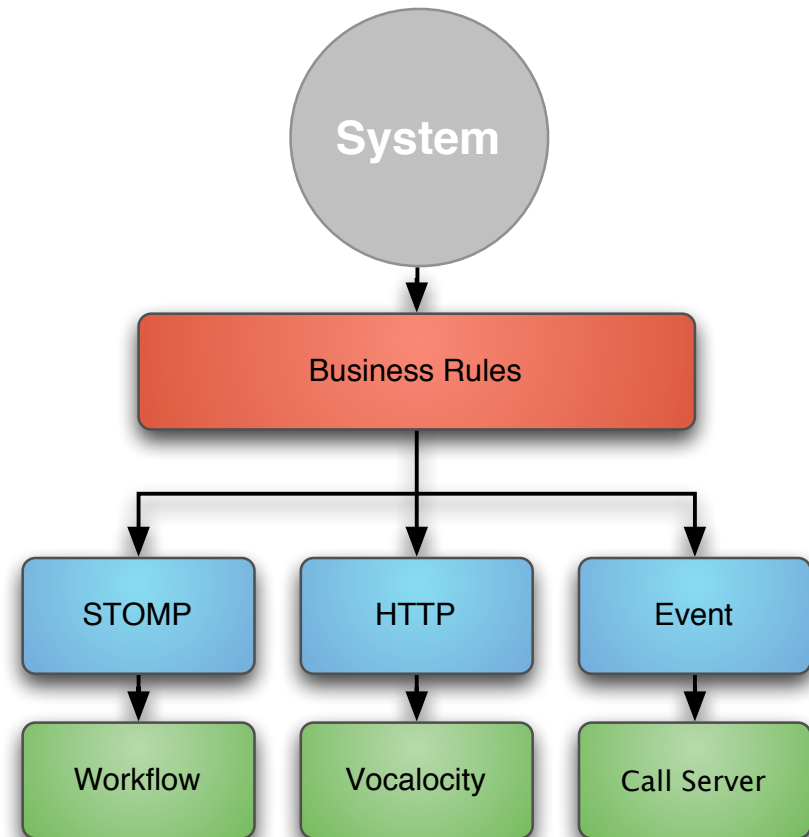 System
Business Rules
STOMP
HTTP
Event
Workflow
Vocalocity
Call Server